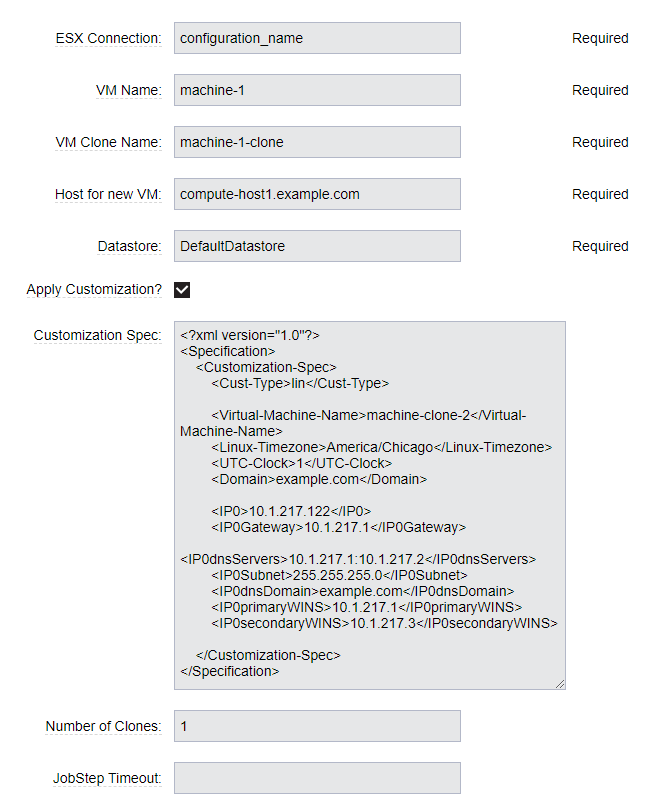 ESX Connection: configuration_name Required
VM Name: machine-1 Required
VM Clone Name: machine-1-clone Required
Host for new VM: compute-host1.example.com Required
Datastore: DefaultDatastore Required
Apply Customization?
Customization Spec: <?xml version="1.0"?>
<Specification>
<Customization-Spec>
<Cust-Type>lin</Cust-Type>
<Virtual-Machine-Name>machine-clone-2</Virtual-
Machine-Name>
<Linux-Timezone>America/Chicago</Linux-Timezone>
<UTC-Clock>1</UTC-Clock>
<Domain>example.com</Domain>
<IP0>10.1.217.122</IP0>
<IP0Gateway>10.1.217.1</IP0Gateway>
<IP0dnsServers>10.1.217.1:10.1.217.2</IP0dnsServers>
<IP0Subnet>255.255.255.0</IP0Subnet>
<IP0dnsDomain>example.com</IP0dnsDomain>
<IP0primaryWINS>10.1.217.1</IP0primaryWINS>
<IP0secondaryWINS>10.1.217.3</IP0secondaryWINS>
</Customization-Spec>
</Specification>
Number of Clones: 1
JobStep Timeout: